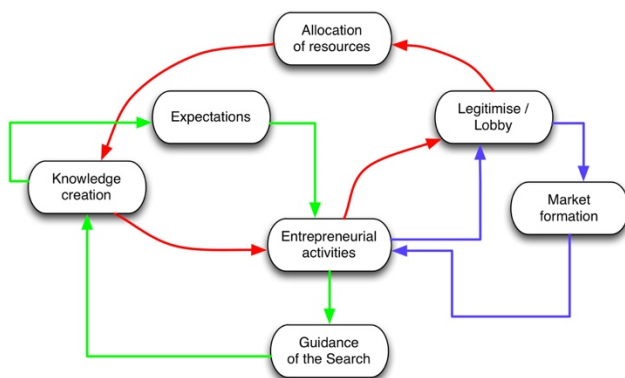 Allocation
of resources
Expectations
Legitimise /
Lobby
Knowledge
creation
Market
formation
Entrepreneurial
activities
Guidance
of the Search